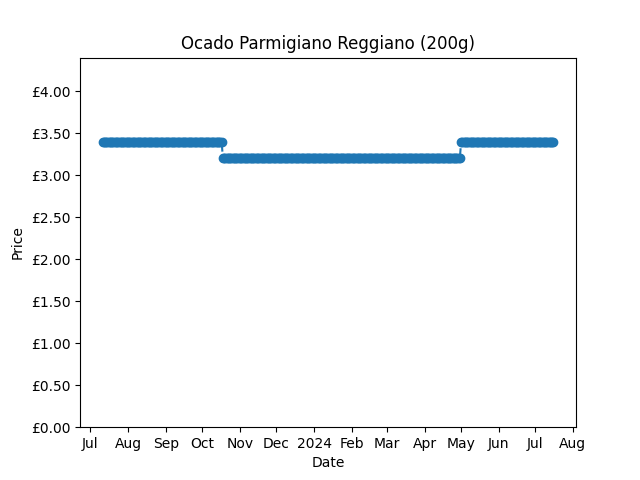 Ocado Parmigiano Reggiano (200g)
£4.00
£3.50
£3.00
£2.50
£2.00
£1.50
£1.00
£0.50
£0.00
Price
Jul Aug Sep Oct Nov Dec 2024 Feb Mar Apr May Jun Jul Aug
Date